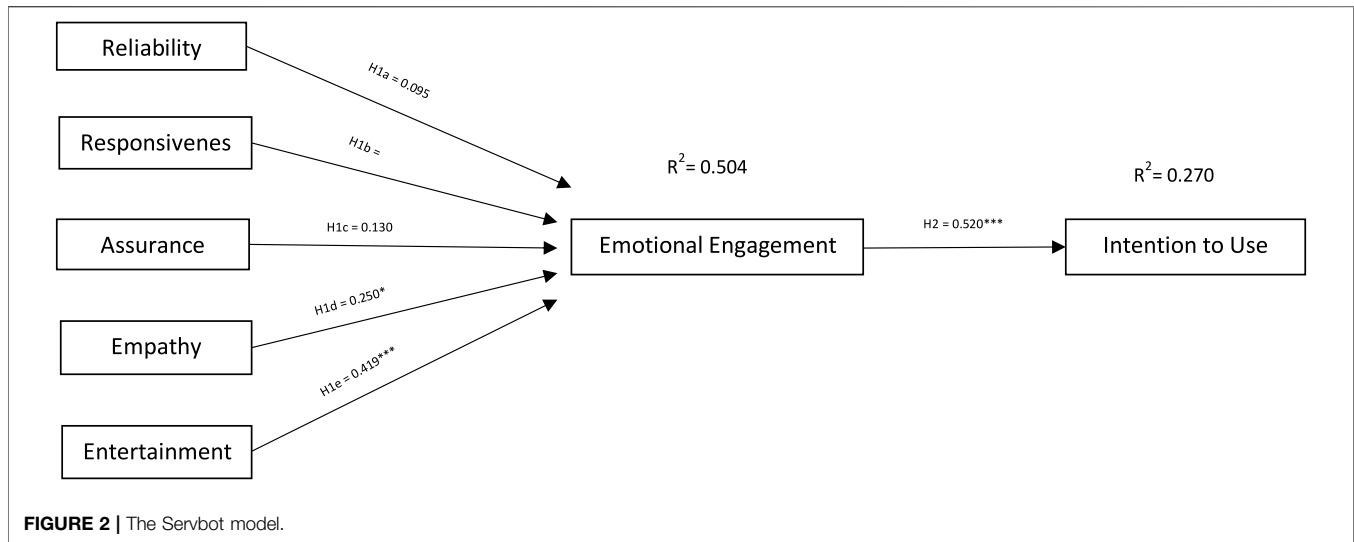 Reliability
H1a = 0.095
Responsivenes
H1b =
R²= 0.504
R²= 0.270
Assurance
H1c = 0.130
Emotional Engagement
H2 = 0.520***
Intention to Use
H1d = 0.250*
Empathy
H1e = 0.419***
Entertainment
FIGURE 2 | The Servbot model.